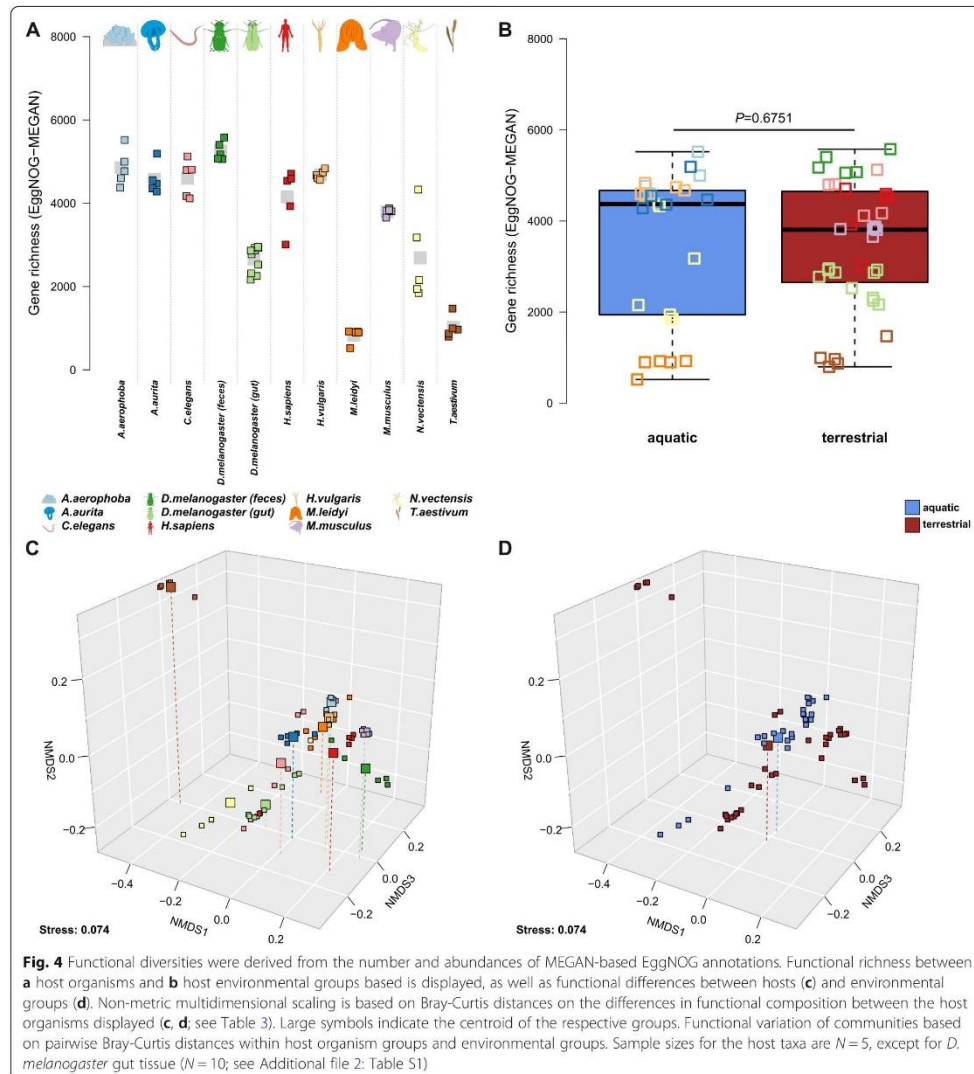 A
B
8000
6000
4000
2000
0
Gene richness (EggNOG−MEGAN)
A.aerophoba
A.aurita
C.elegans
D.melanogaster (feces)
D.melanogaster (gut)
H.sapiens
H.vulgaris
M.leidyi
M.musculus
N.vectensis
T.aestivum
8000
6000
4000
2000
0
Gene richness (EggNOG−MEGAN)
P=0.6751
aquatic
terrestrial
A.aerophoba
D.melanogaster (feces)
H.vulgaris
N.vectensis
A.aurita
D.melanogaster (gut)
M.leidyi
T.aestivum
C.elegans
H.sapiens
M.musculus
aquatic
terrestrial
C
D
0.2
0.0
−0.2
NMDS2
−0.4
−0.2
0.0
0.2
NMDS1
−0.2
0.0
0.2
NMDS3
Stress: 0.074
0.2
0.0
−0.2
NMDS2
−0.4
−0.2
0.0
0.2
NMDS1
−0.2
0.0
0.2
NMDS3
Stress: 0.074
Fig. 4 Functional diversities were derived from the number and abundances of MEGAN-based EggNOG annotations. Functional richness between
a host organisms and b host environmental groups based is displayed, as well as functional differences between hosts (c) and environmental
groups (d). Non-metric multidimensional scaling is based on Bray-Curtis distances on the differences in functional composition between the host
organisms displayed (c, d; see Table 3). Large symbols indicate the centroid of the respective groups. Functional variation of communities based
on pairwise Bray-Curtis distances within host organism groups and environmental groups. Sample sizes for the host taxa are N = 5, except for D.
melanogaster gut tissue (N = 10; see Additional file 2: Table S1)